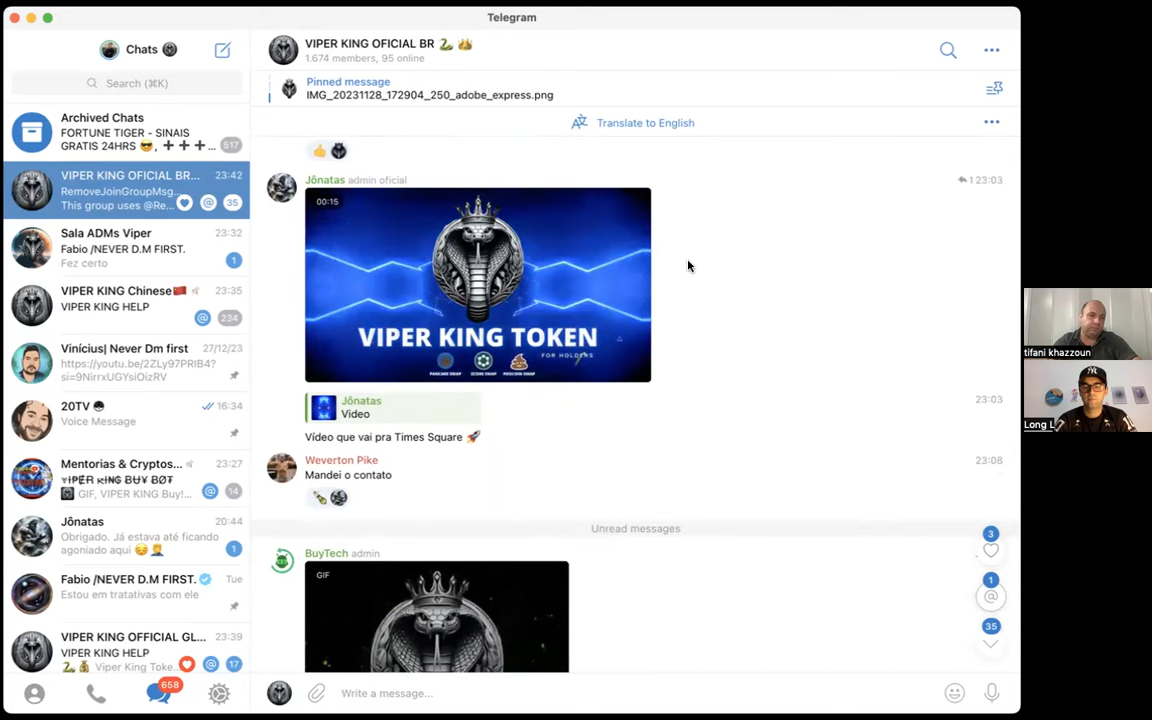 Telegram
Chats
Search (⌘K)
Archived Chats
FORTUNE TIGER - SINAIS
GRATIS 24HRS 😎, ➕➕➕...
517
VIPER KING OFICIAL BR...
23:42
RemoveJoinGroupMsg...
This group uses @Re...
@
35
Sala ADMs Viper
23:32
Fabio /NEVER D.M FIRST.
Fez certo
1
VIPER KING Chinese🇨🇳
23:35
VIPER KING HELP
@
234
Vinícius| Never Dm first
27/12/23
https://youtu.be/2ZLy97PRIB4?
si=9NirrxUGYsiOizRV
20TV
16:34
Voice Message
Mentorias & Cryptos...
23:27
GIF, VIPER KING Buy!...
@
14
Jônatas
20:44
Obrigado. Já estava até ficando
agoniado aqui 😔🤦
1
Fabio /NEVER D.M FIRST.
Tue
Estou em tratativas com ele
VIPER KING OFFICIAL GL...
23:39
VIPER KING HELP
🐍💰 Viper King Toke...
@
17
658
VIPER KING OFICIAL BR 🐍👑
1.674 members, 95 online
Pinned message
IMG_20231128_172904_250_adobe_express.png
Translate to English
Jônatas admin oficial
1 23:03
00:15
VIPER KING TOKEN
FOR HOLDERS
Jônatas
Video
23:03
Vídeo que vai pra Times Square 🚀
Weverton Pike
23:08
Mandei o contato
Unread messages
BuyTech admin
GIF
3
1
@
35
Write a message...
tifani khazzoun
Long L